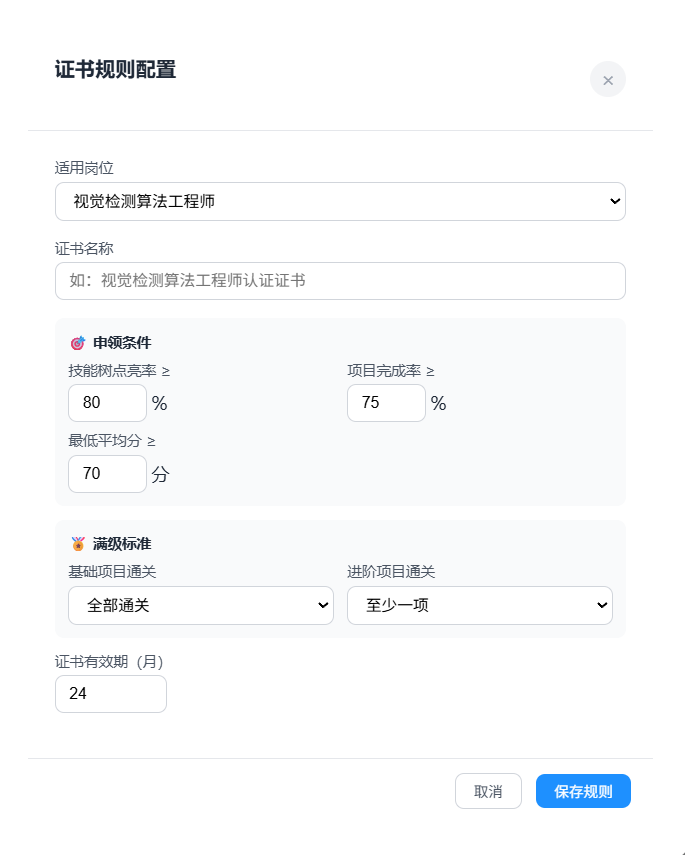 证书规则配置
×
适用岗位
视觉检测算法工程师
证书名称
如：视觉检测算法工程师认证证书
申领条件
技能树点亮率 ≥ 项目完成率 ≥
80 % 75 %
最低平均分 ≥
70 分
满级标准
基础项目通关 进阶项目通关
全部通关 至少一项
证书有效期（月）
24
取消 保存规则